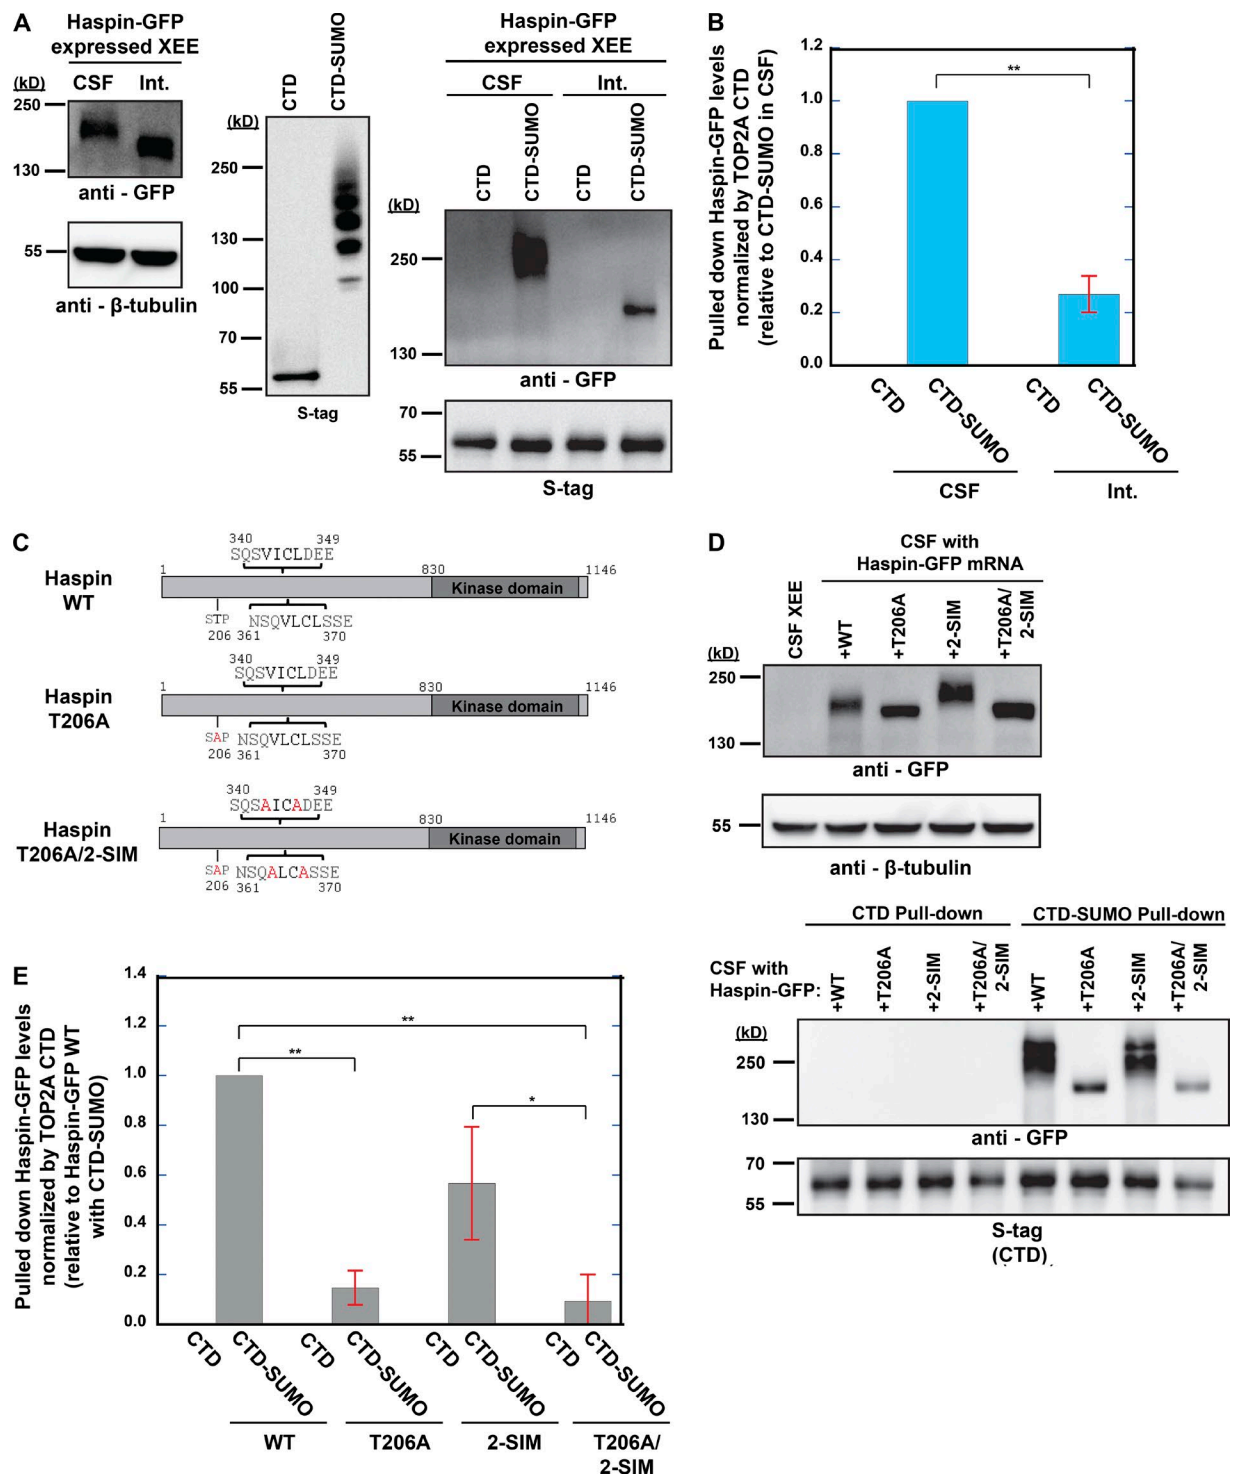 A
Haspin-GFP
expressed XEE
(kD) CSF Int.
250
130
anti - GFP
55
anti - β-tubulin
CTD
CTD-SUMO
(kD)
250
130
100
70
55
S-tag
Haspin-GFP
expressed XEE
CSF Int.
CTD CTD-SUMO CTD CTD-SUMO
(kD)
250
130
anti - GFP
70
55
S-tag
B
Pulled down Haspin-GFP levels
normalized by TOP2A CTD
(relative to CTD-SUMO in CSF)
1.2
1.0
0.8
0.6
0.4
0.2
0.0
**
CTD CTD-SUMO CTD CTD-SUMO
CSF Int.
C
Haspin
WT
340 349
SQSVICLDEE
1 830 1146
Kinase domain
STP NSQVLCLSSE
206 361 370
Haspin
T206A
340 349
SQSVICLDEE
1 830 1146
Kinase domain
SAP NSQVLCLSSE
206 361 370
Haspin
T206A/2-SIM
340 349
SQSAICADEE
1 830 1146
Kinase domain
SAP NSQALCASSE
206 361 370
D
CSF with
Haspin-GFP mRNA
CSF XEE +WT +T206A +2-SIM +T206A/
2-SIM
(kD)
250
130
anti - GFP
55
anti - β-tubulin
CTD Pull-down CTD-SUMO Pull-down
CSF with
Haspin-GFP:
+WT +T206A +2-SIM +T206A/
2-SIM
+WT +T206A +2-SIM +T206A/
2-SIM
(kD)
250
130
anti - GFP
70
55
S-tag
(CTD)
E
Pulled down Haspin-GFP levels
normalized by TOP2A CTD
(relative to Haspin-GFP WT
with CTD-SUMO)
1.4
1.2
1.0
0.8
0.6
0.4
0.2
0.0
**
**
*
CTD CTD-SUMO CTD CTD-SUMO CTD CTD-SUMO CTD CTD-SUMO
WT T206A 2-SIM T206A/
2-SIM